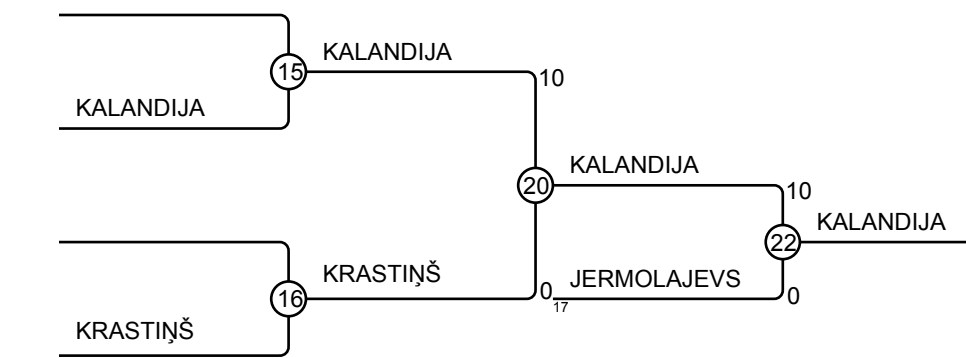 KALANDIJA
15
10
KALANDIJA
KALANDIJA
20
10
KALANDIJA
22
KRASTIŅŠ
0
17
JERMOLAJEVS
0
16
KRASTIŅŠ